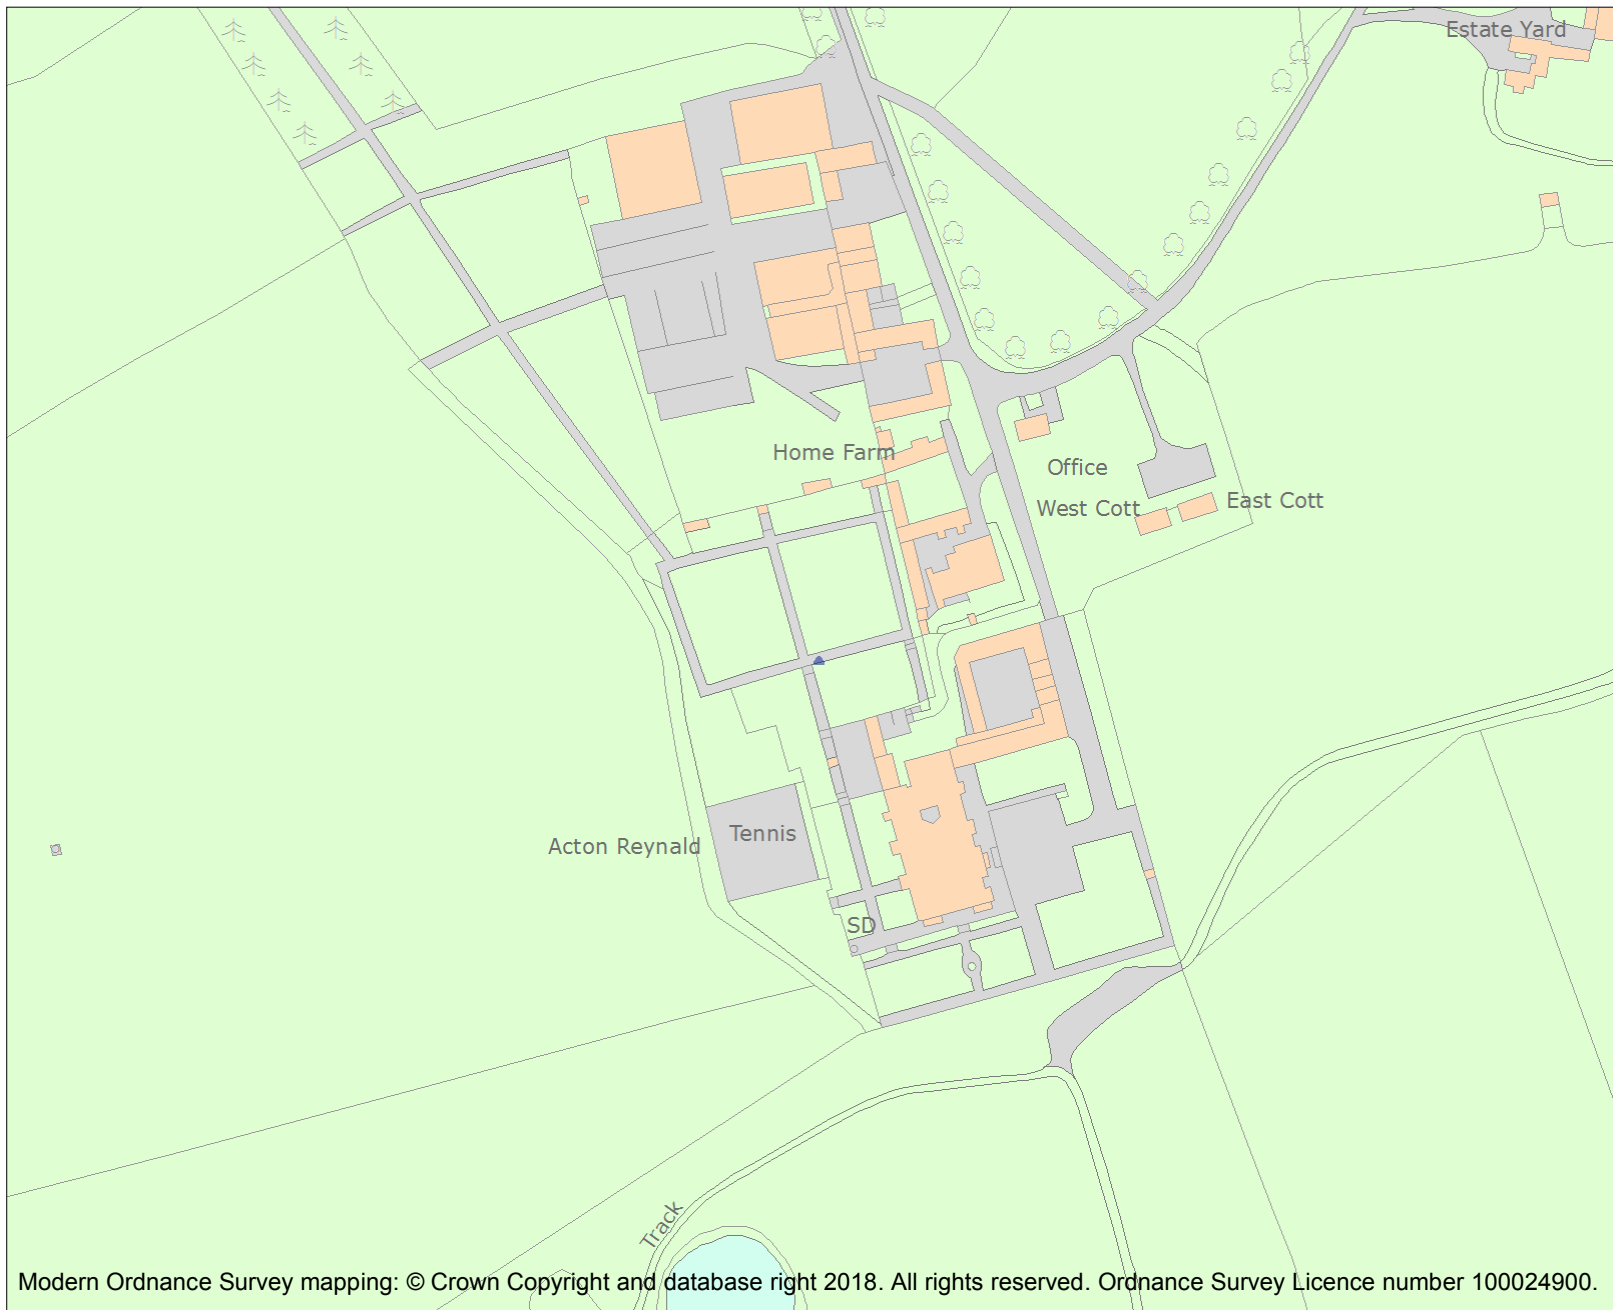 Estate Yard
Home Farm
Office
West Cott
East Cott
Tennis
Acton Reynald
SD
Track
Modern Ordnance Survey mapping: © Crown Copyright and database right 2018. All rights reserved. Ordnance Survey Licence number 100024900.